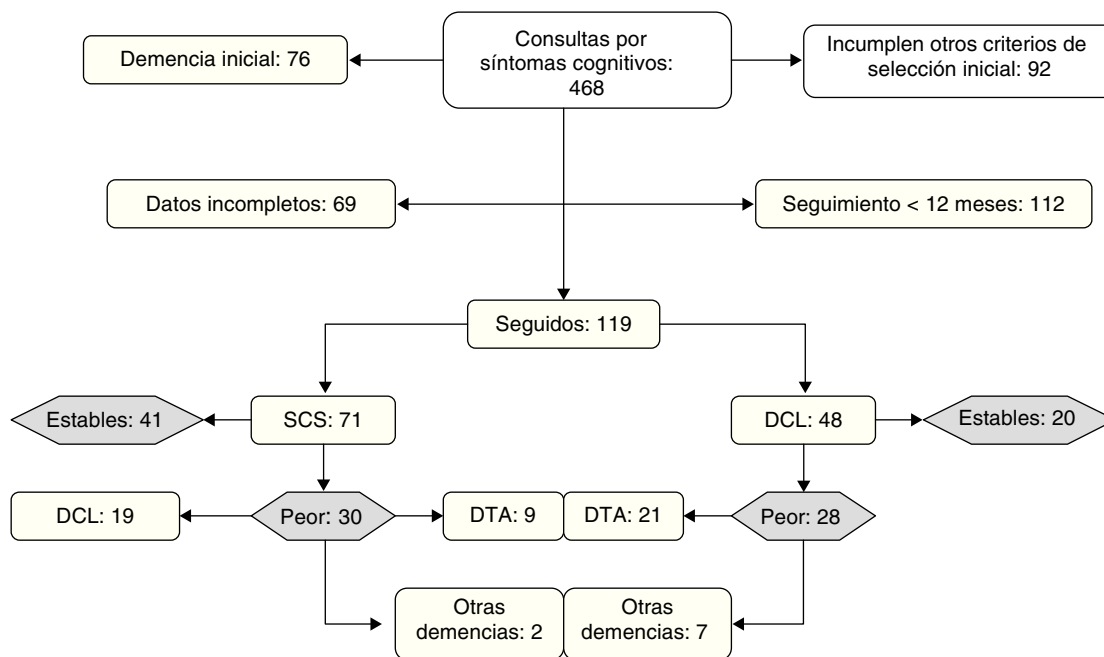 Demencia inicial: 76
Consultas por
síntomas cognitivos:
468
Incumplen otros criterios de
selección inicial: 92
Datos incompletos: 69
Seguimiento < 12 meses: 112
Seguidos: 119
Estables: 41
SCS: 71
DCL: 48
Estables: 20
DCL: 19
Peor: 30
DTA: 9
DTA: 21
Peor: 28
Otras
demencias: 2
Otras
demencias: 7